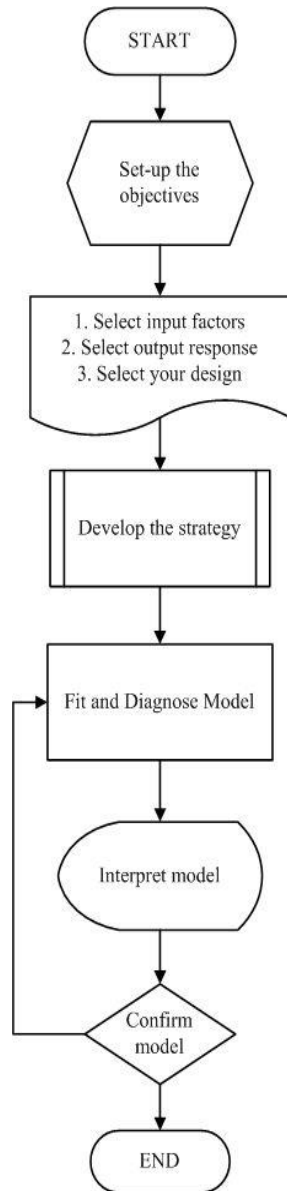 START
Set-up the
objectives
1. Select input factors
2. Select output response
3. Select your design
Develop the strategy
Fit and Diagnose Model
Interpret model
Confirm
model
END